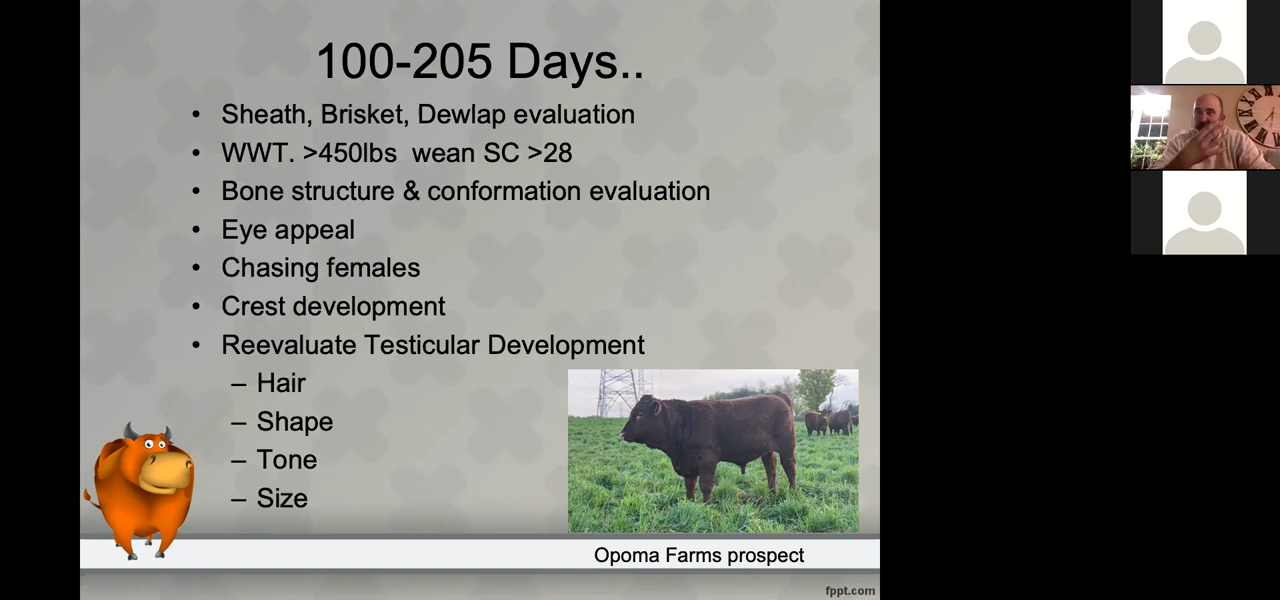 100-205 Days..
• Sheath, Brisket, Dewlap evaluation
• WWT. >450lbs wean SC >28
• Bone structure & conformation evaluation
• Eye appeal
• Chasing females
• Crest development
• Reevaluate Testicular Development
– Hair
– Shape
– Tone
– Size
Opoma Farms prospect
fppt.com